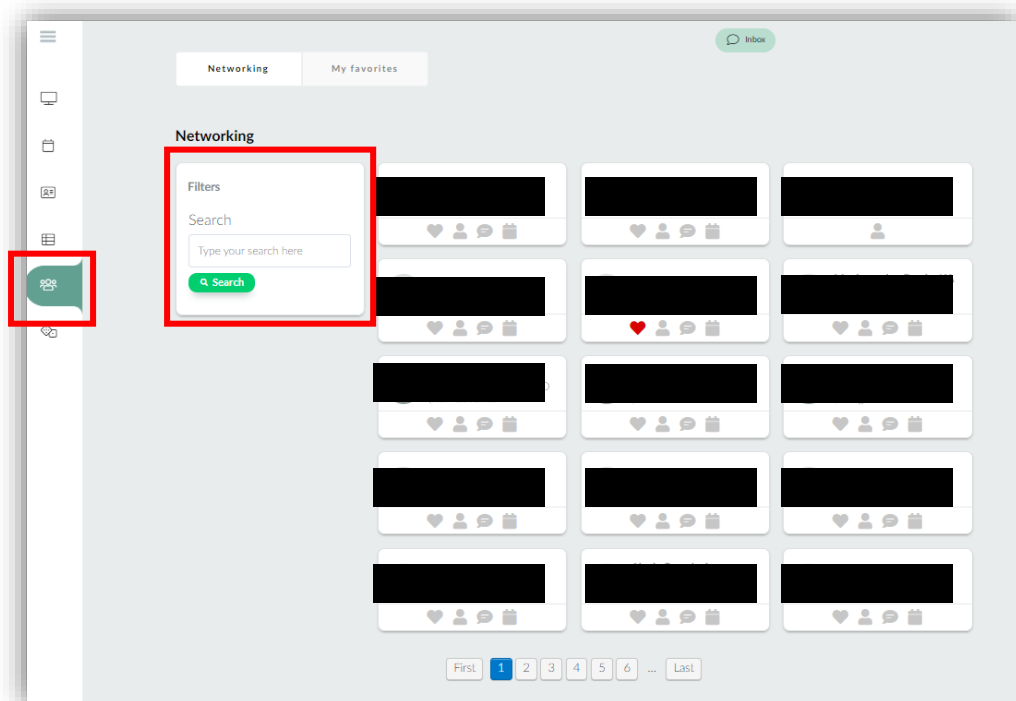 Inbox
Networking My favorites
Networking
Filters
Search
Type your search here
Search
First 1 2 3 4 5 6 ... Last